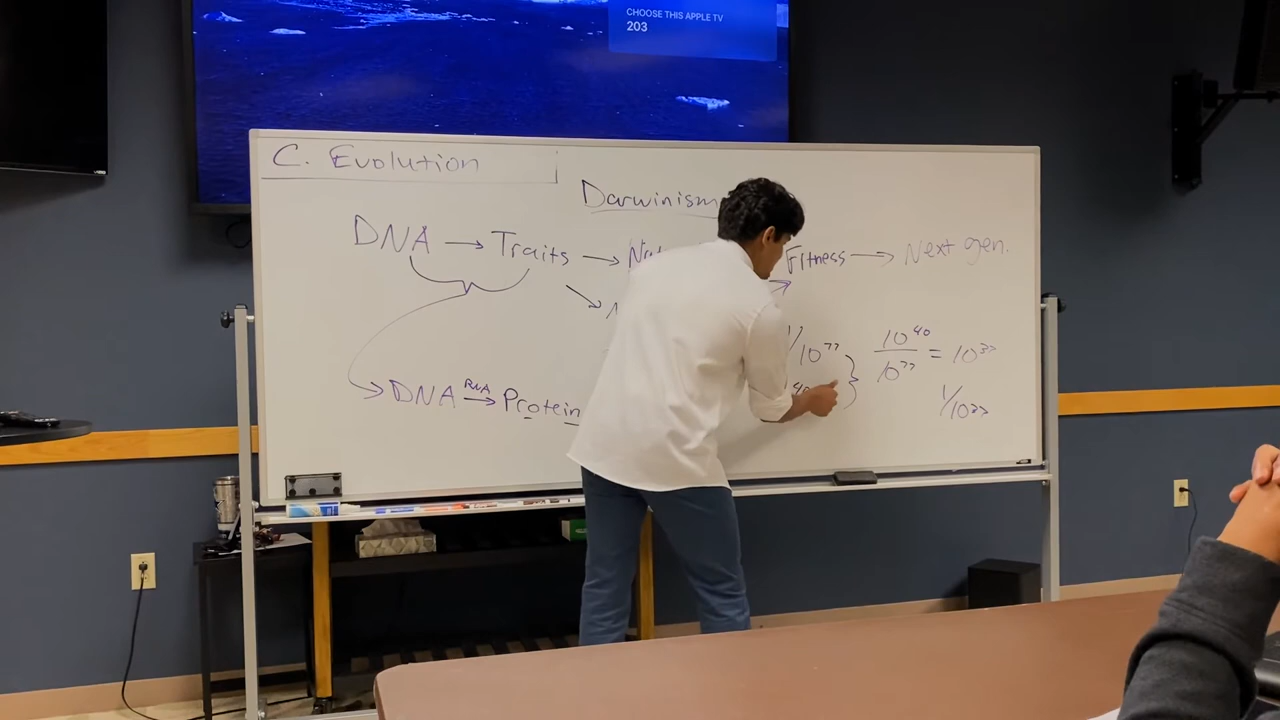 CHOOSE THIS APPLE TV
203
C. Evolution
Darwinism
DNA → Traits → Fitness → Next gen.
1/10⁷⁷
10⁴⁰/10⁷⁷ = 10³⁷
1/10³⁷
DNA RNA → Protein